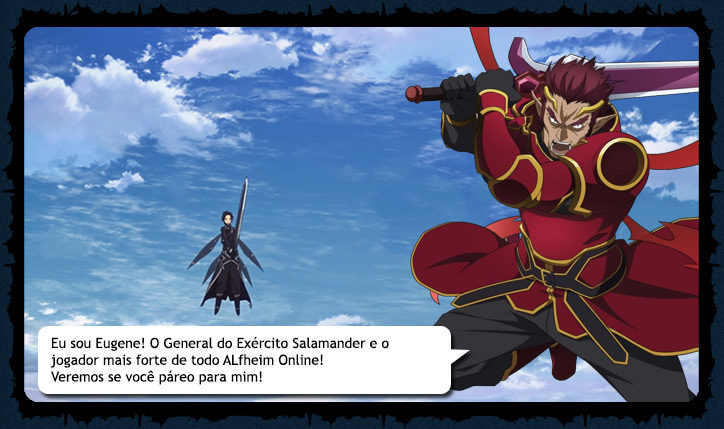 Eu sou Eugene! O General do Exército Salamander e o
jogador mais forte de todo ALfheim Online!
Veremos se você páreo para mim!